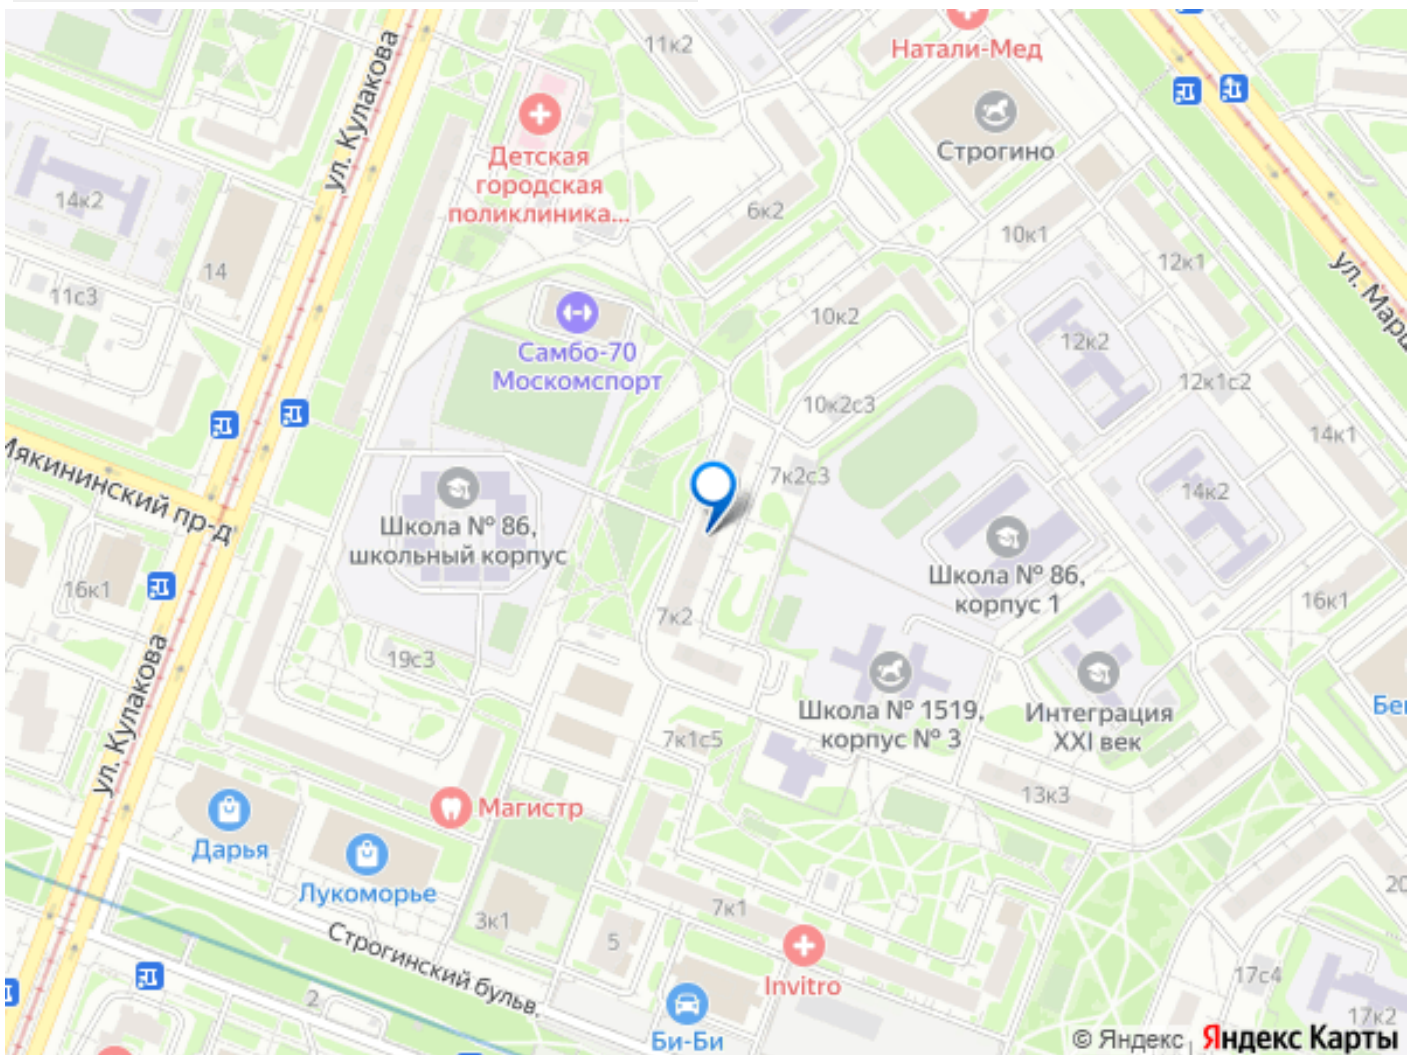 11к2
Натали-Мед
ул. Кулакова
Строгино
Детская
городская
поликлиника...
14к2
6к2
10к1
12к1
14
11с3
ул. Марш
10к2
12к2
Самбо-70
Москомспорт
12к1с2
10к2с3
14к1
Мякининский пр-д
7к2с3
14к2
Школа № 86,
школьный корпус
Школа № 86,
корпус 1
16к1
16к1
7к2
19с3
ул. Кулакова
Школа № 1519,
корпус № 3
Интеграция
XXI век
Бе
7к1с5
13к3
Магистр
Дарья
Лукоморье
20
7к1
3к1
5
Строгинский бульв.
Invitro
17с4
2
17к2
Би-Би
© Яндекс
Яндекс Карты